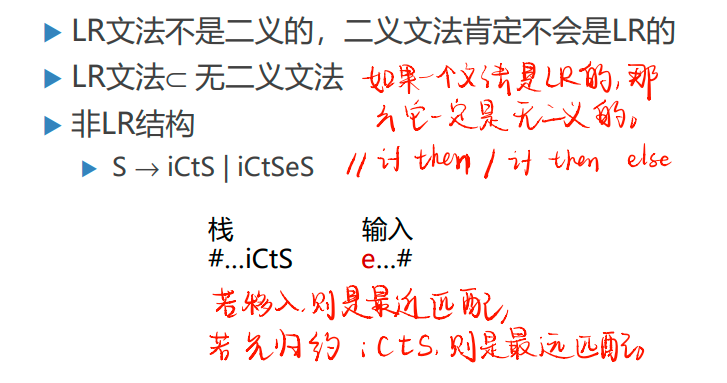 LR文法不是二义的，二义文法肯定不会是LR的
LR文法⊂ 无二义文法
如果一个文法是LR的,那
么它一定是无二义的。
非LR结构
S → iCtS | iCtSeS
// if then / if then else
栈 输入
#...iCtS e...#
若移入,则是最近匹配,
若先归约 iCtS,则是最远匹配。